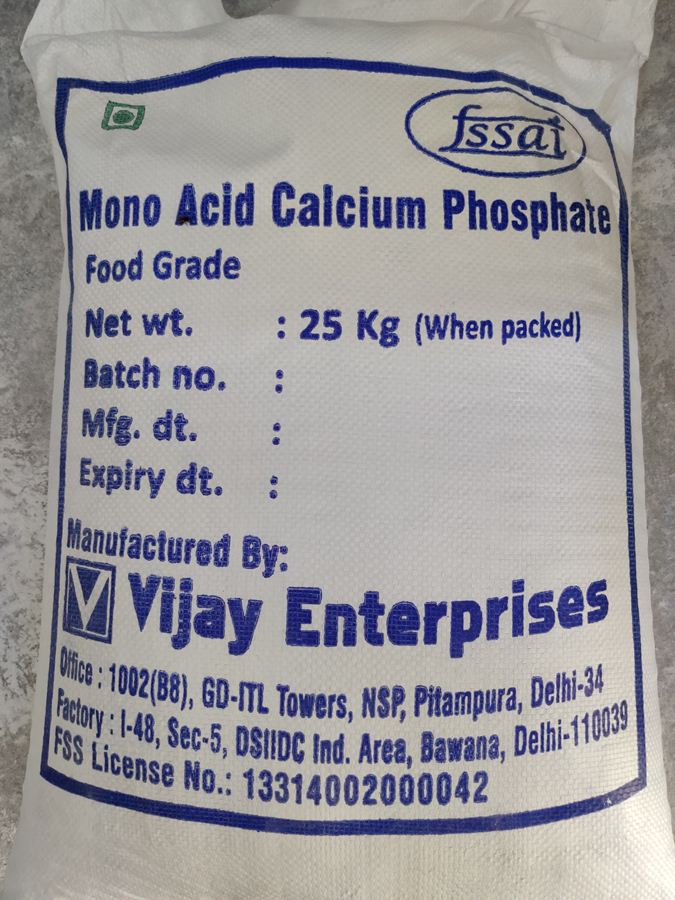 fssai
Mono Acid Calcium Phosphate
Food Grade
Net wt. : 25 Kg (When packed)
Batch no. :
Mfg. dt. :
Expiry dt. :
Manufactured By:
V Vijay Enterprises
Office : 1002(B8), GD-ITL Towers, NSP, Pitampura, Delhi-34
Factory : I-48, Sec-5, DSIIDC Ind. Area, Bawana, Delhi-110039
FSS License No.: 13314002000042